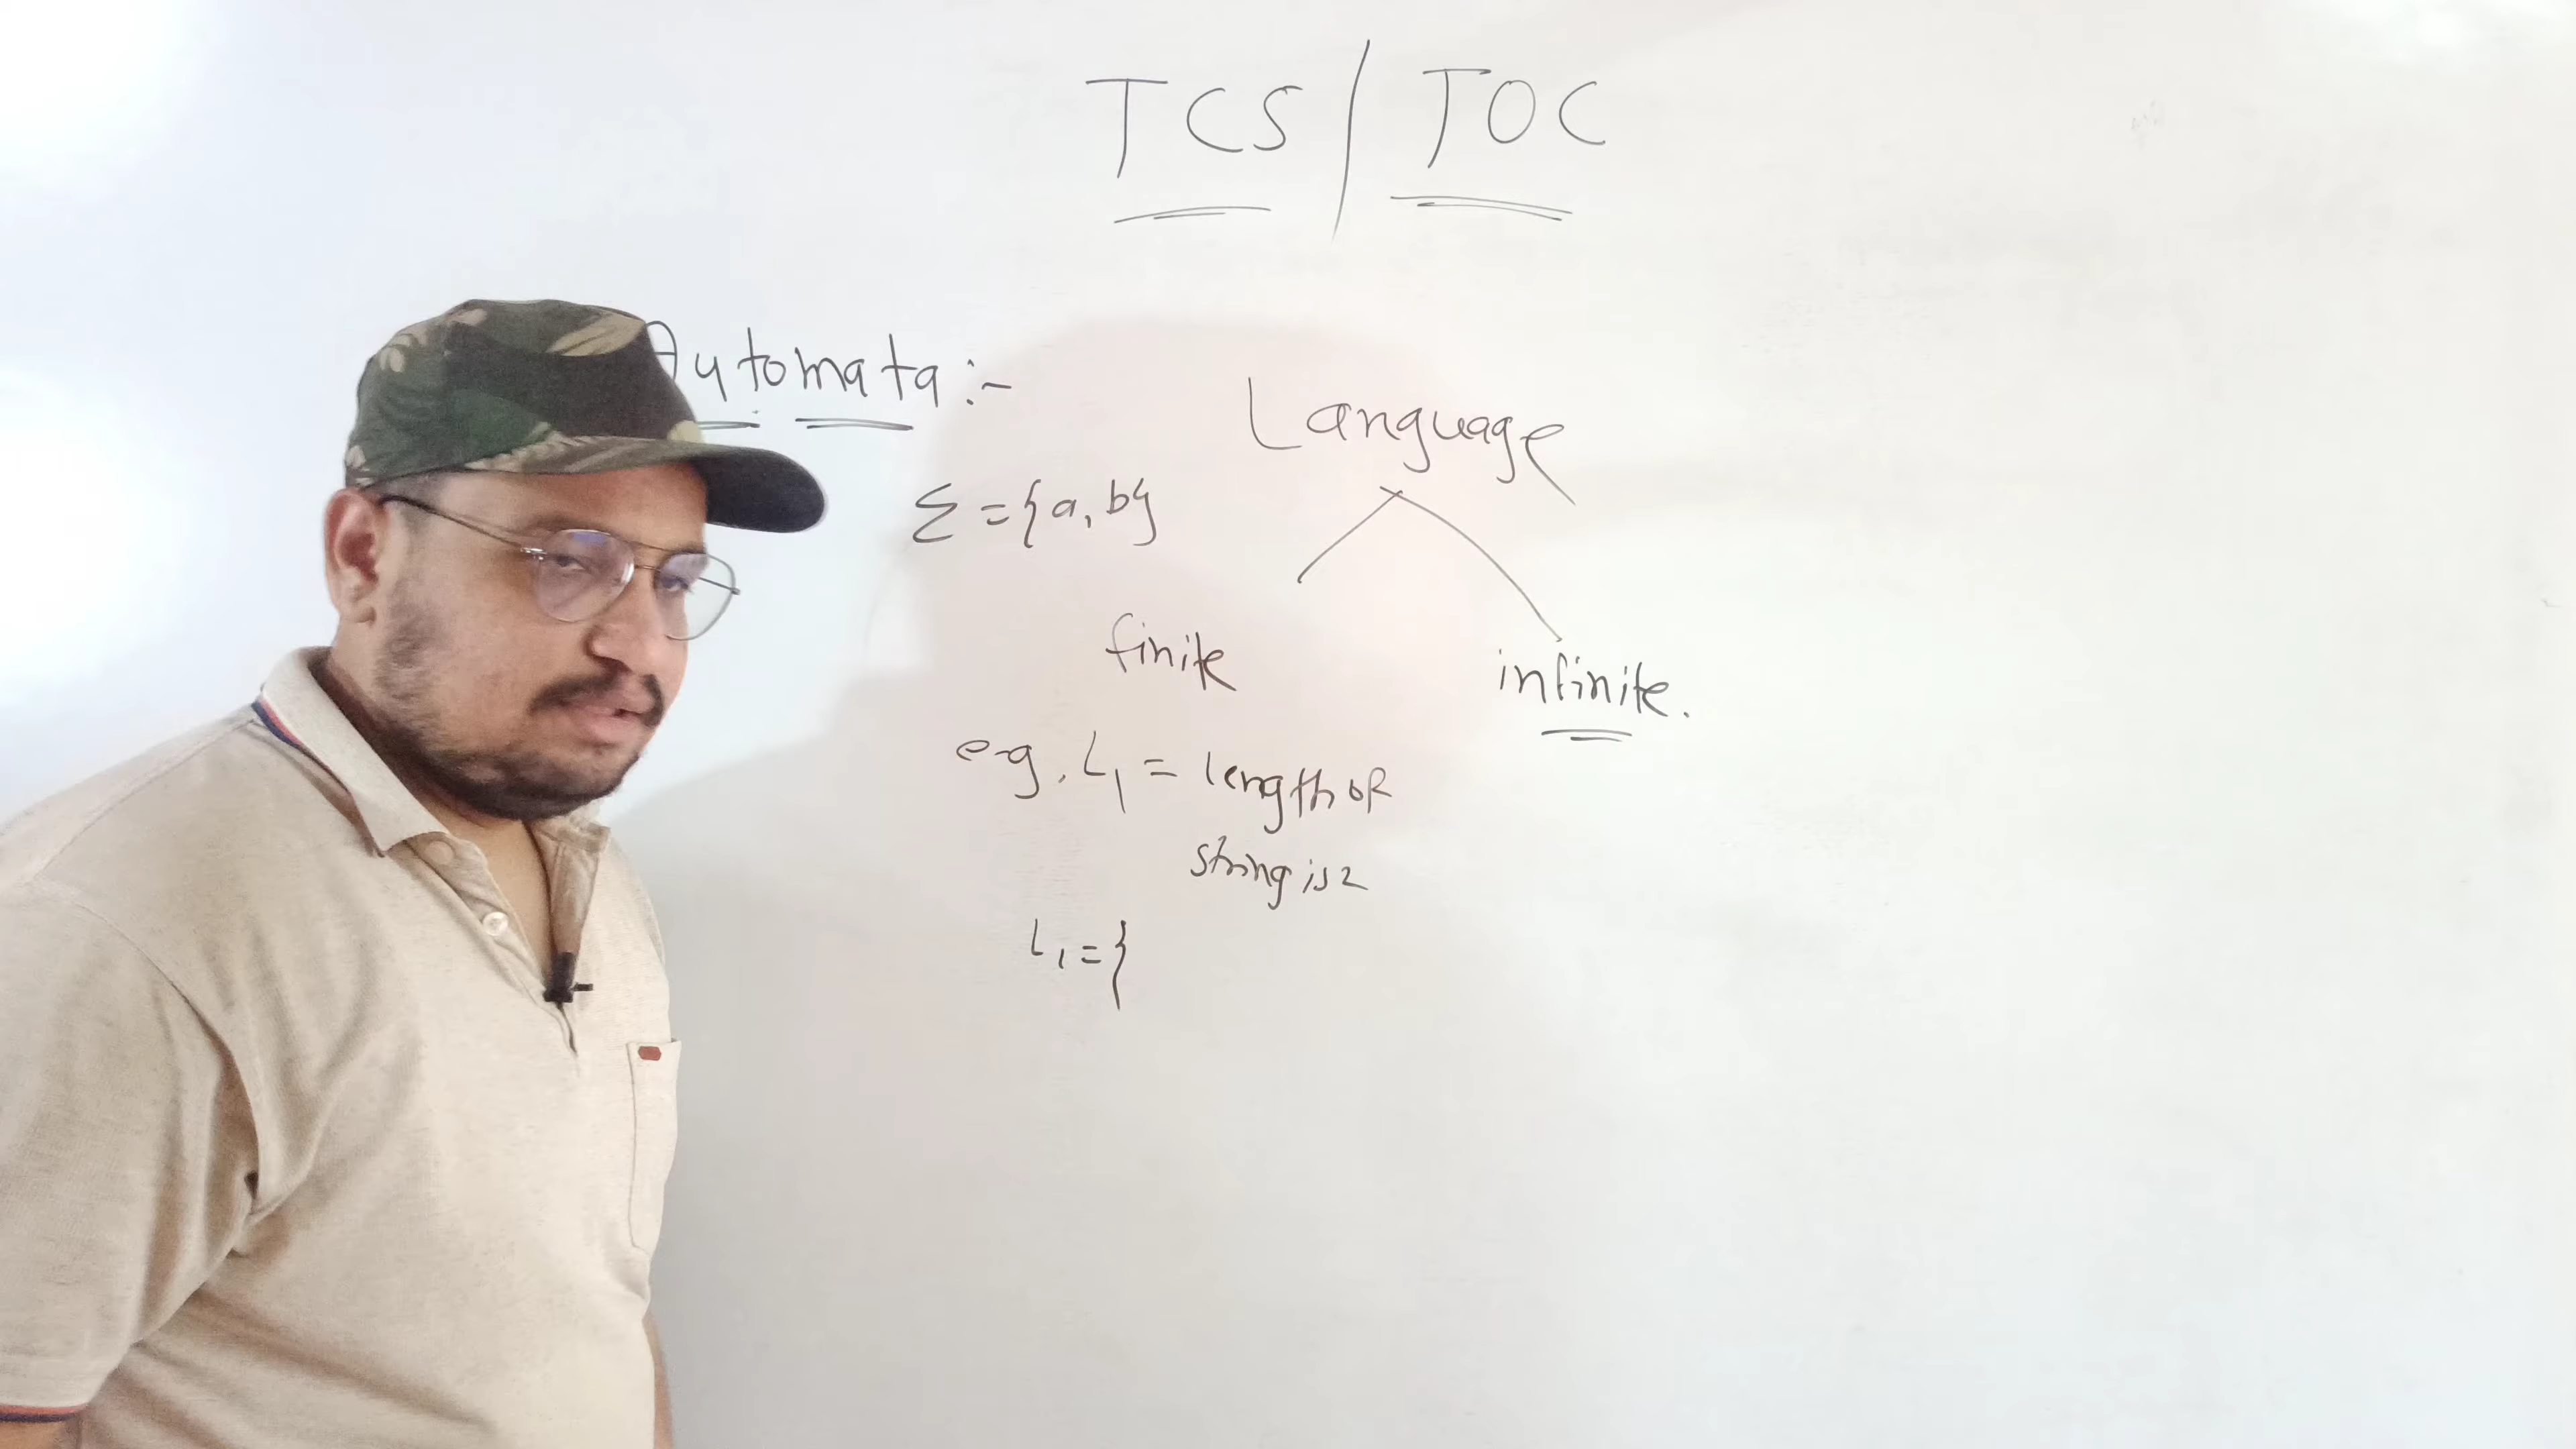 TCS / TOC
Automata :-
Language
Σ = {a, b}
finite
infinite.
e.g. L1 = length of
string is 2
L1 = {